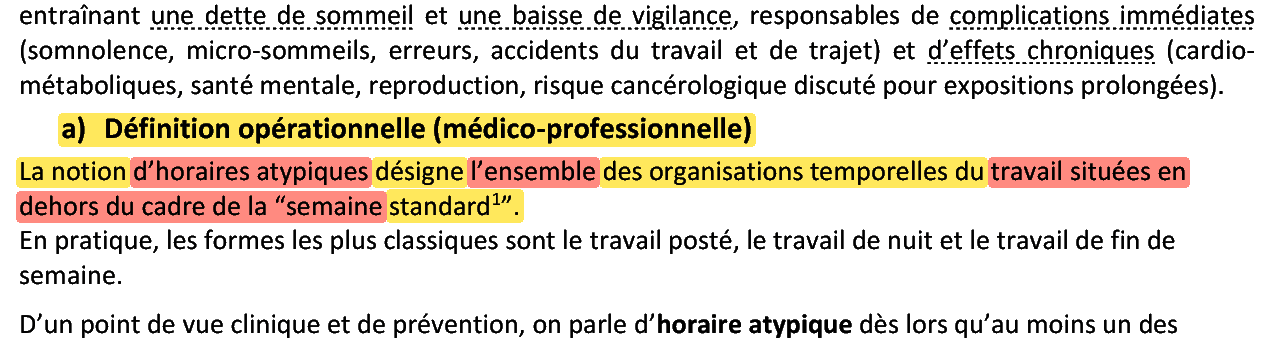 entraînant une dette de sommeil et une baisse de vigilance, responsables de complications immédiates
(somnolence, micro-sommeils, erreurs, accidents du travail et de trajet) et d’effets chroniques (cardio-
métaboliques, santé mentale, reproduction, risque cancérologique discuté pour expositions prolongées).
a) Définition opérationnelle (médico-professionnelle)
La notion d’horaires atypiques désigne l’ensemble des organisations temporelles du travail situées en
dehors du cadre de la “semaine standard¹”.
En pratique, les formes les plus classiques sont le travail posté, le travail de nuit et le travail de fin de
semaine.
D’un point de vue clinique et de prévention, on parle d’horaire atypique dès lors qu’au moins un des